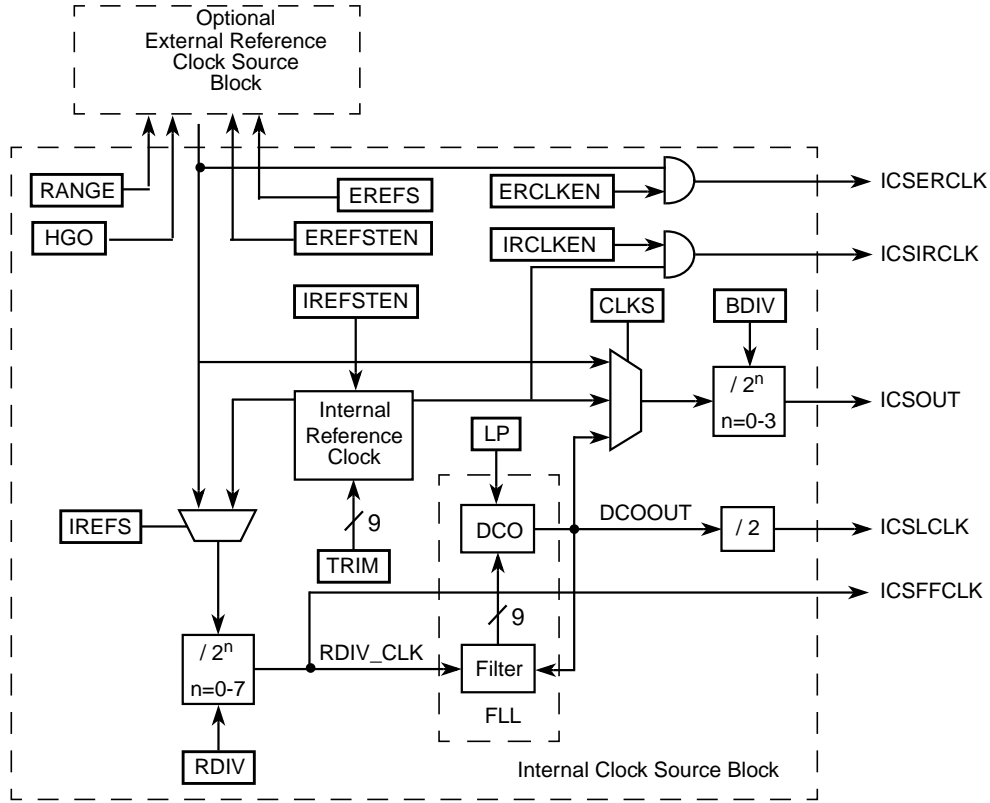 Optional
External Reference
Clock Source
Block
RANGE
EREFS
ERCLKEN
ICSERCLK
HGO
EREFSTEN
IRCLKEN
ICSIRCLK
IREFSTEN
CLKS
BDIV
Internal
Reference
Clock
/ 2ⁿ
n=0-3
ICSOUT
LP
IREFS
9
DCO
DCOOUT
/ 2
ICSLCLK
TRIM
ICSFFCLK
9
/ 2ⁿ
n=0-7
RDIV_CLK
Filter
FLL
RDIV
Internal Clock Source Block